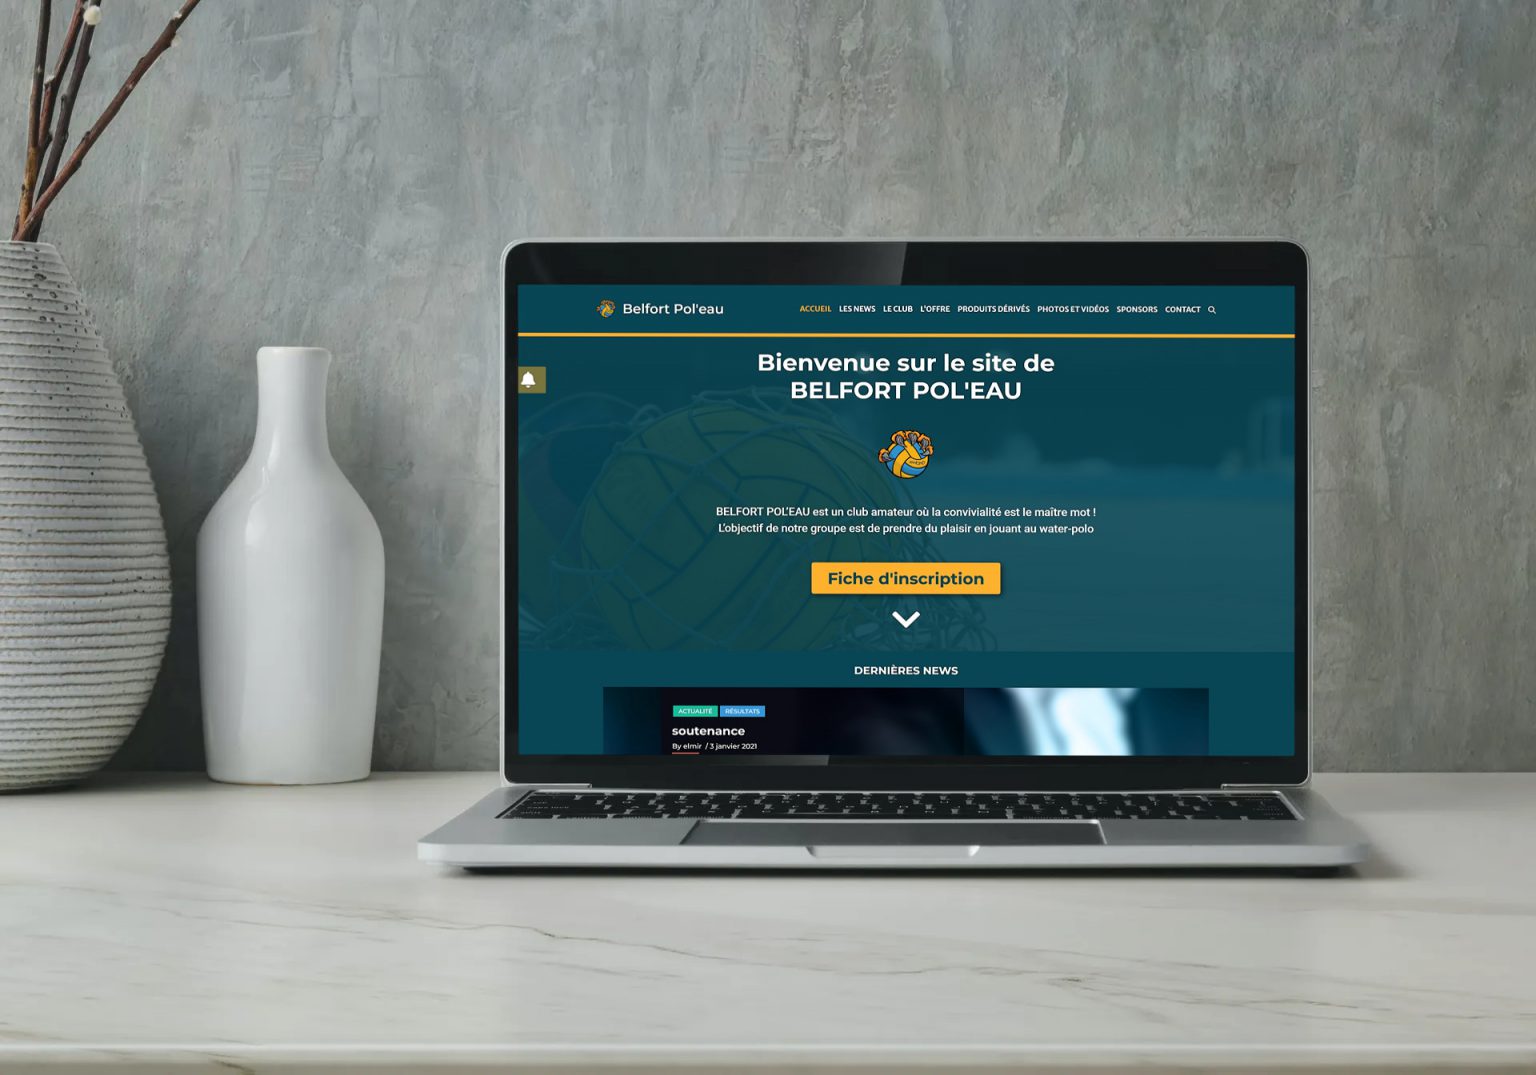 Belfort Pol'eau
ACCUEIL LES NEWS LE CLUB L'OFFRE PRODUITS DÉRIVÉS PHOTOS ET VIDÉOS SPONSORS CONTACT
Bienvenue sur le site de
BELFORT POL'EAU
BELFORT POL'EAU est un club amateur où la convivialité est le maître mot !
L'objectif de notre groupe est de prendre du plaisir en jouant au water-polo
Fiche d'inscription
DERNIÈRES NEWS
ACTUALITÉ RÉSULTATS
soutenance
By elmir / 3 janvier 2021